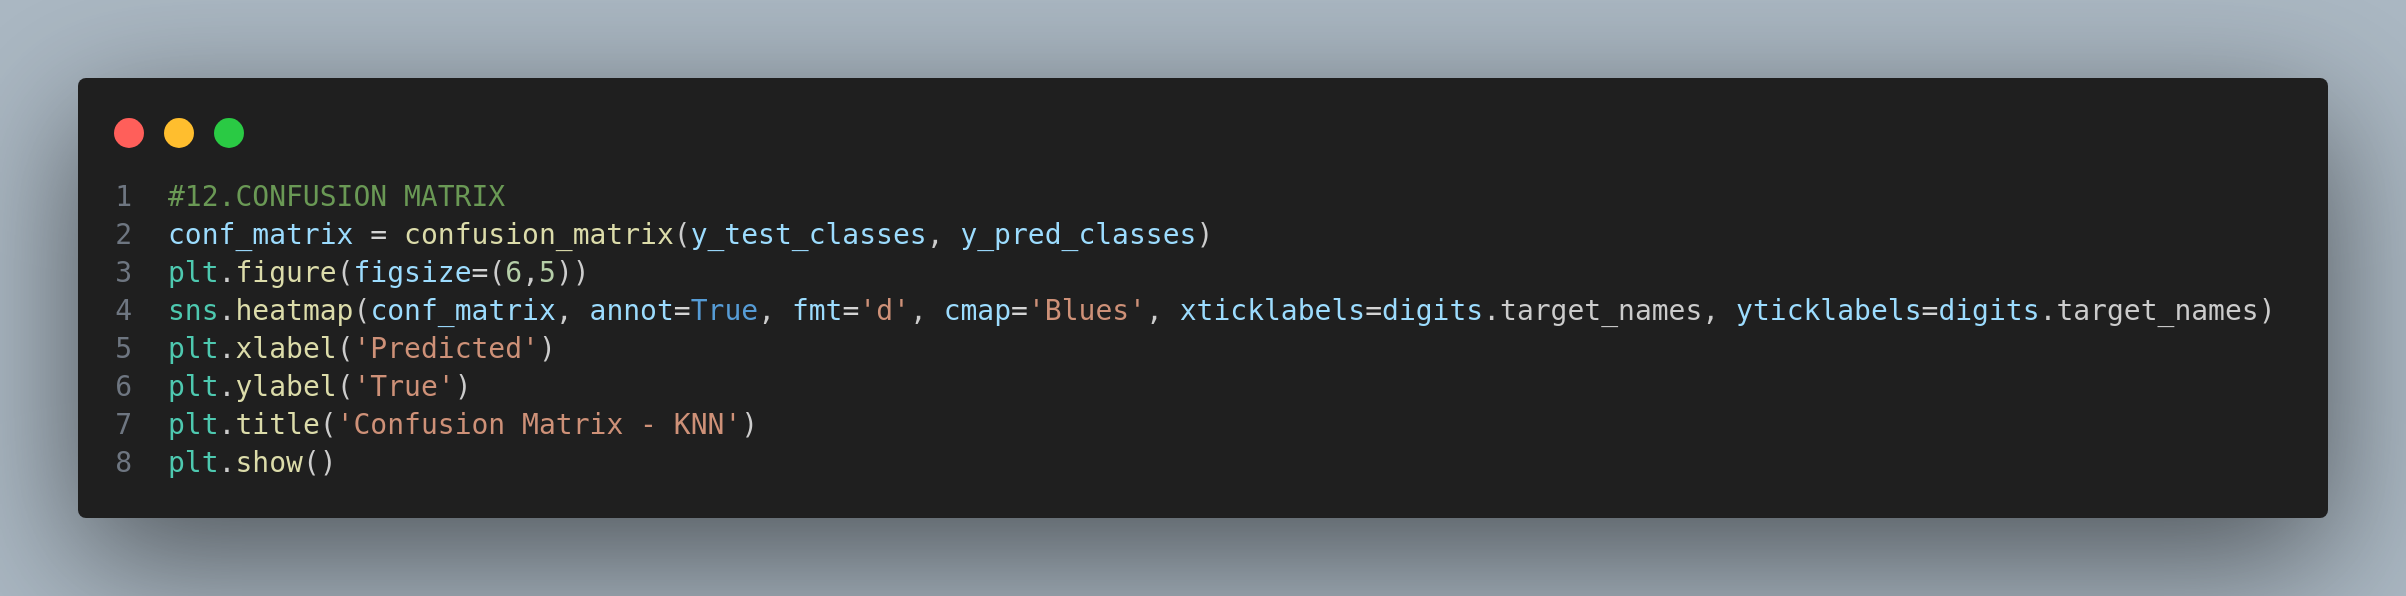 1 #12.CONFUSION MATRIX
2 conf_matrix = confusion_matrix(y_test_classes, y_pred_classes)
3 plt.figure(figsize=(6,5))
4 sns.heatmap(conf_matrix, annot=True, fmt='d', cmap='Blues', xticklabels=digits.target_names, yticklabels=digits.target_names)
5 plt.xlabel('Predicted')
6 plt.ylabel('True')
7 plt.title('Confusion Matrix - KNN')
8 plt.show()